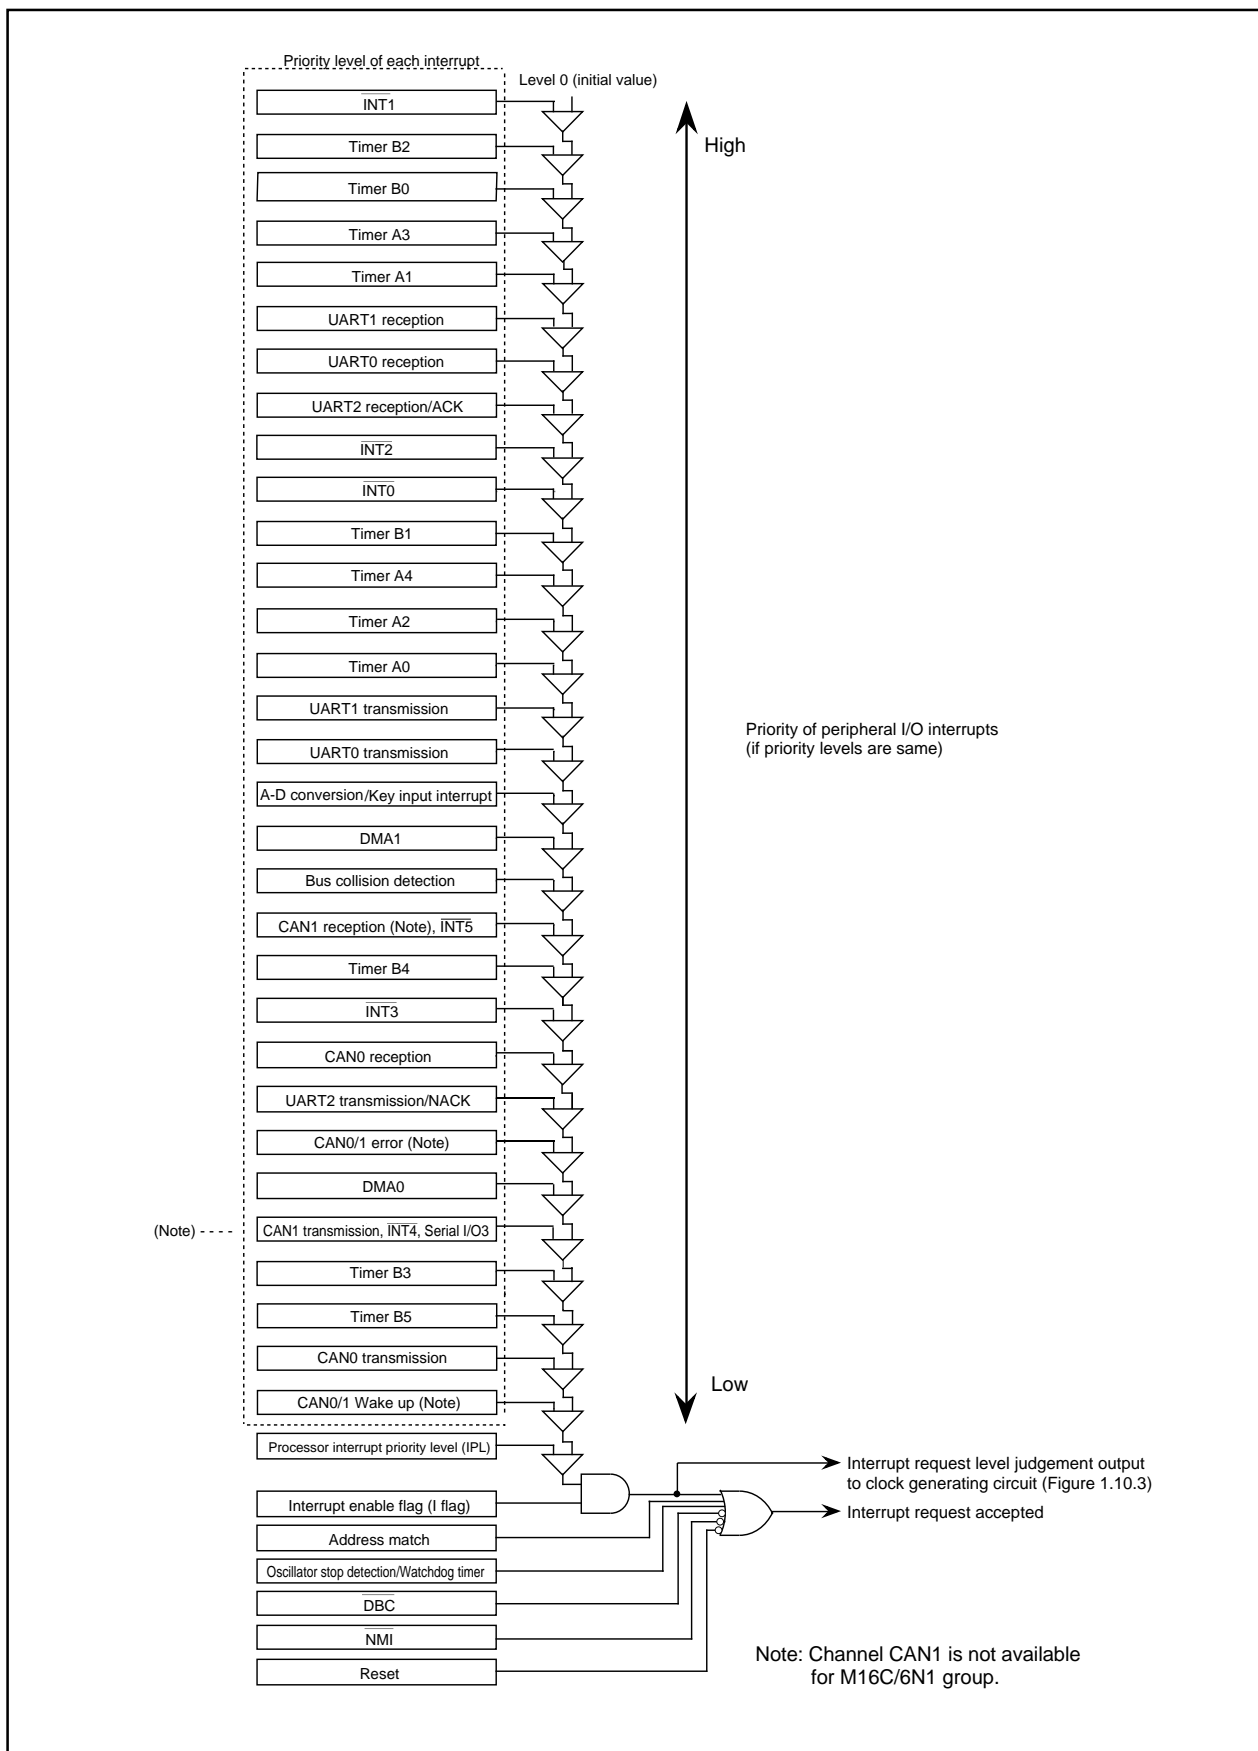 Priority level of each interrupt
Level 0 (initial value)
INT1
High
Timer B2
Timer B0
Timer A3
Timer A1
UART1 reception
UART0 reception
UART2 reception/ACK
INT2
INT0
Timer B1
Timer A4
Timer A2
Timer A0
UART1 transmission
Priority of peripheral I/O interrupts
(if priority levels are same)
UART0 transmission
A-D conversion/Key input interrupt
DMA1
Bus collision detection
CAN1 reception (Note), INT5
Timer B4
INT3
CAN0 reception
UART2 transmission/NACK
CAN0/1 error (Note)
DMA0
(Note)
CAN1 transmission, INT4, Serial I/O3
Timer B3
Timer B5
CAN0 transmission
Low
CAN0/1 Wake up (Note)
Processor interrupt priority level (IPL)
Interrupt request level judgement output
to clock generating circuit (Figure 1.10.3)
Interrupt enable flag (I flag)
Interrupt request accepted
Address match
Oscillator stop detection/Watchdog timer
DBC
NMI
Reset
Note: Channel CAN1 is not available
for M16C/6N1 group.